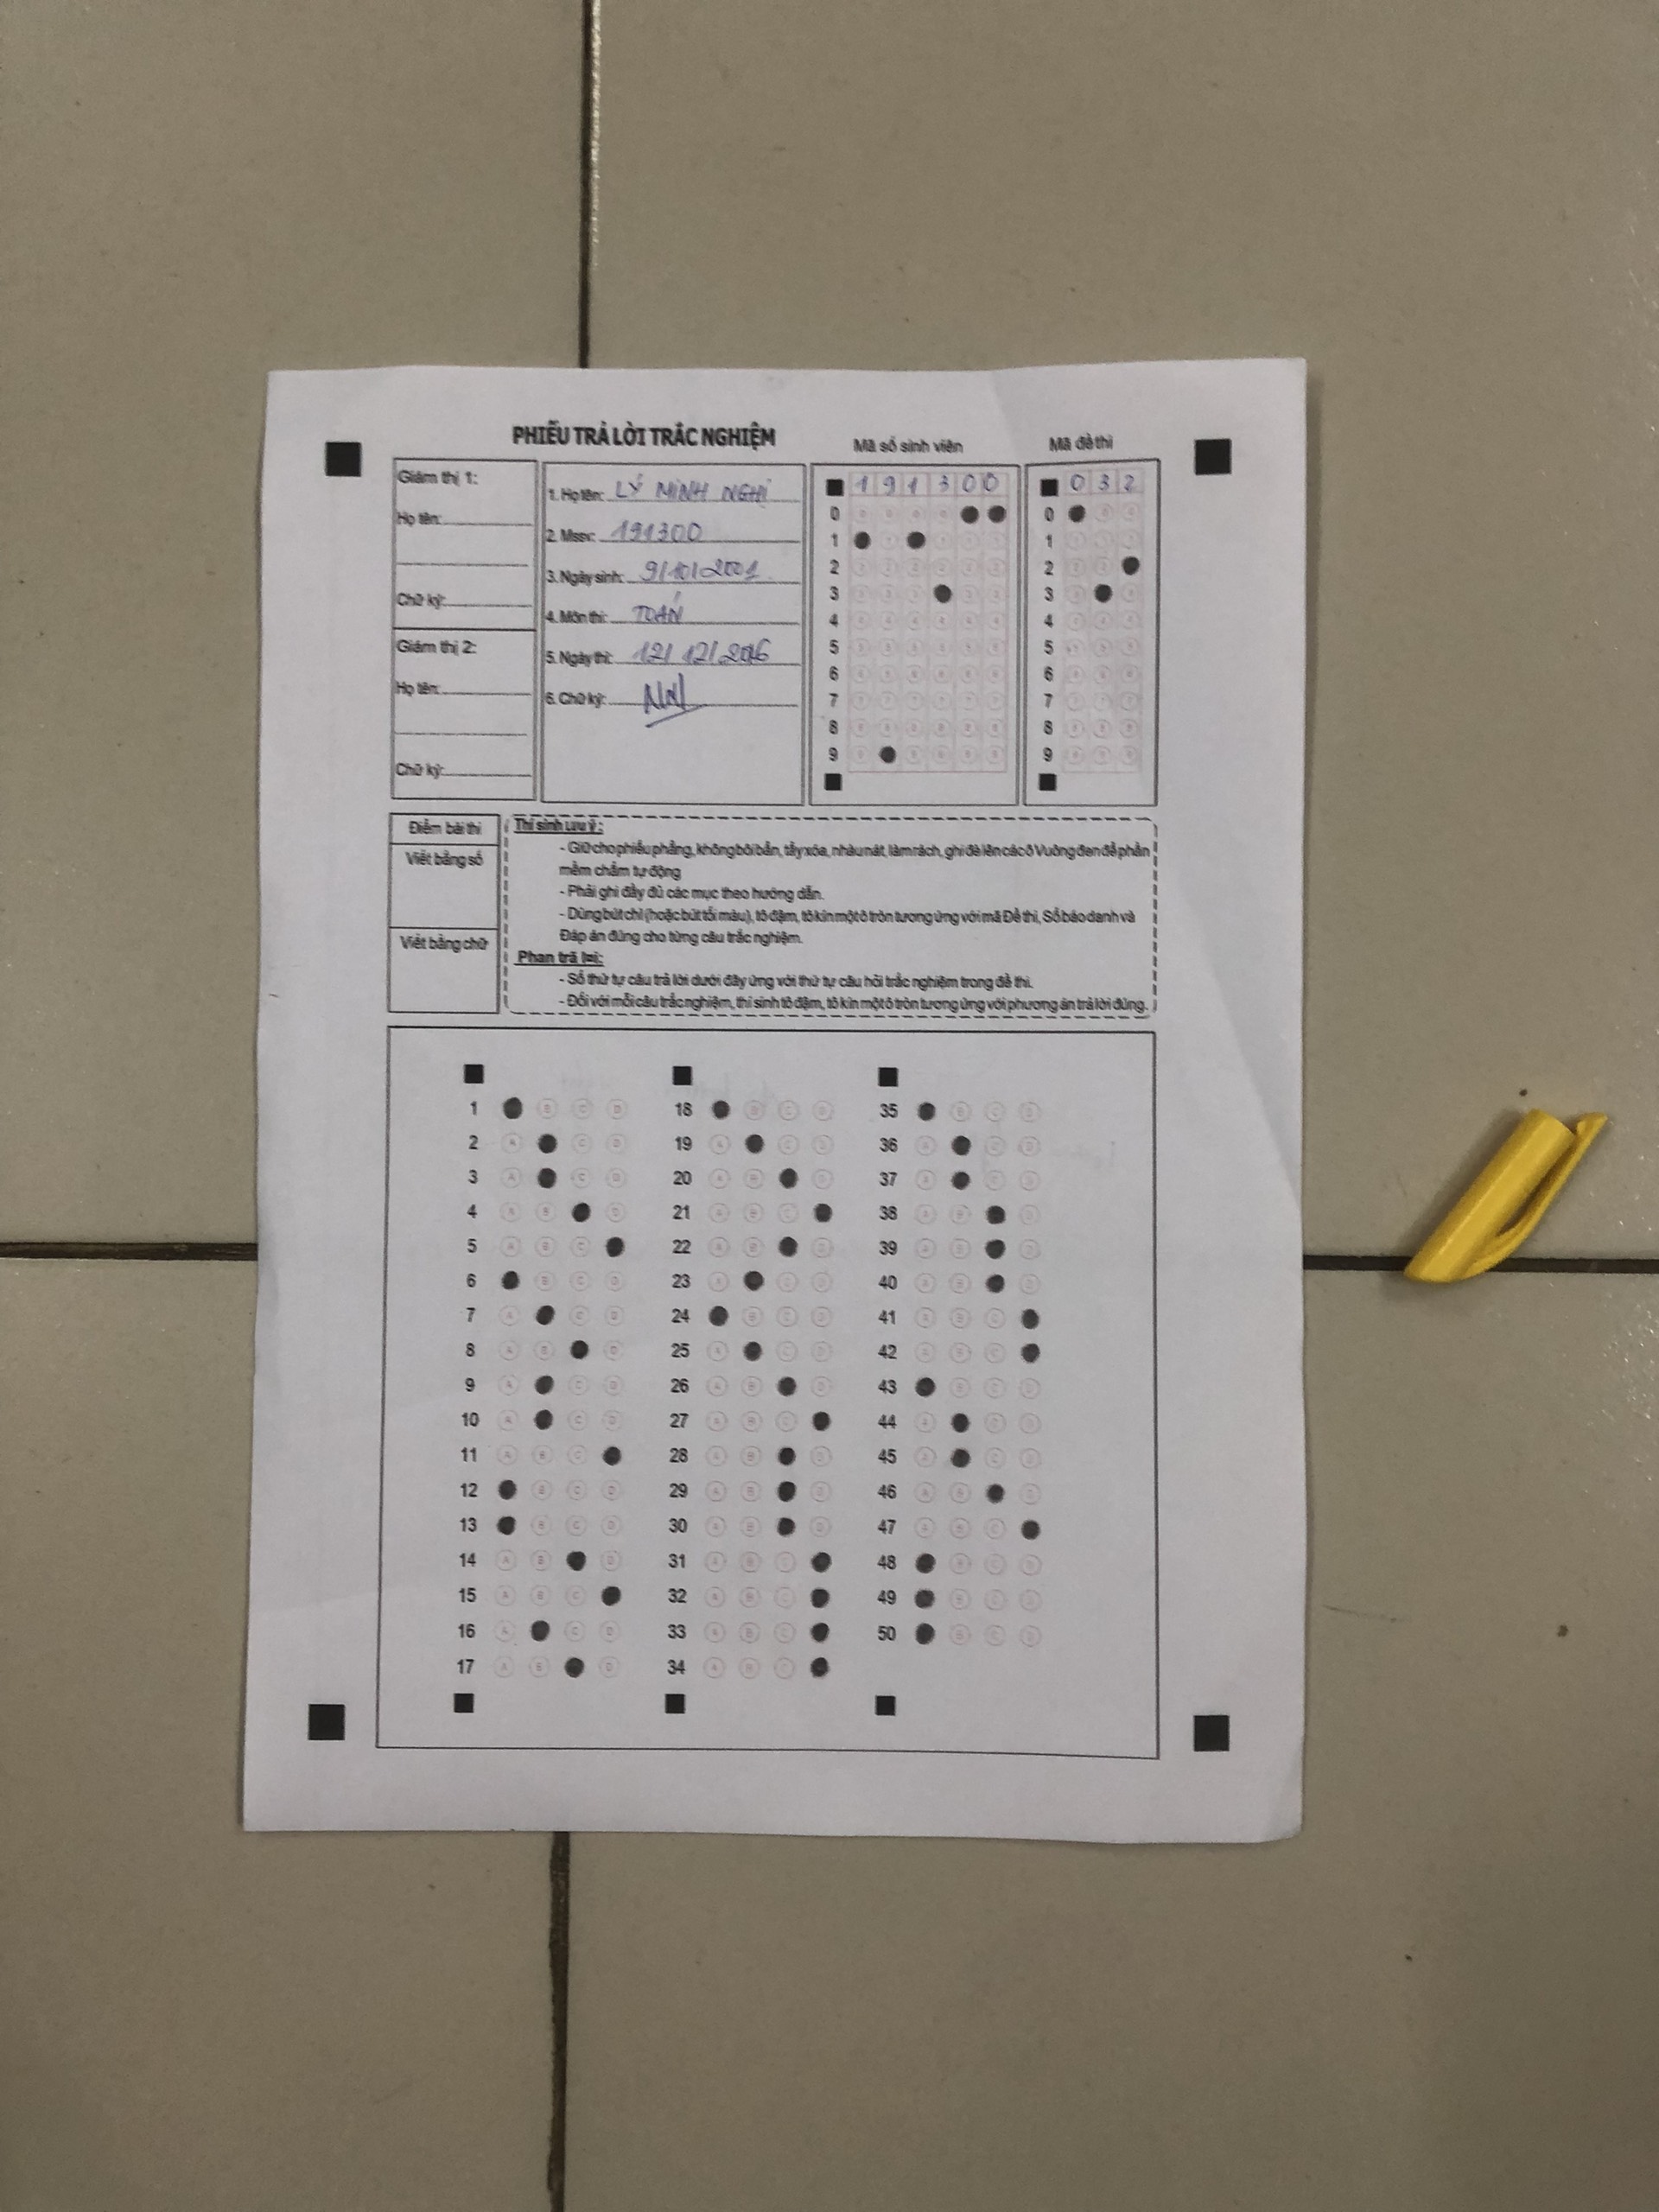 PHIẾU TRẢ LỜI TRẮC NGHIỆM
Mã số sinh viên
Mã đề thi
Giám thị 1:
Họ tên:
Chữ ký:
Giám thị 2:
Họ tên:
Chữ ký:
1. Họ tên: LÝ MINH NGHỊ
2. Mssv: 191300
3. Ngày sinh: 9/10/2001
4. Môn thi: TOÁN
5. Ngày thi: 12/12/2016
6. Chữ ký:
1 9 1 3 0 0
0
1
2
3
4
5
6
7
8
9
0 3 2
0
1
2
3
4
5
6
7
8
9
Điểm bài thi
Viết bằng số
Viết bằng chữ
Thí sinh lưu ý:
- Giữ cho phiếu phẳng, không bôi bẩn, tẩy xóa, nhàu nát, làm rách, ghi đè lên các ô Vuông đen để phần
mềm chấm tự động
- Phải ghi đầy đủ các mục theo hướng dẫn.
- Dùng bút chì (hoặc bút tối màu), tô đậm, tô kín một ô tròn tương ứng với mã Đề thi, Số báo danh và
Đáp án đúng cho từng câu trắc nghiệm.
Phan trả lời:
- Số thứ tự câu trả lời dưới đây ứng với thứ tự câu hỏi trắc nghiệm trong đề thi.
- Đối với mỗi câu trắc nghiệm, thí sinh tô đậm, tô kín một ô tròn tương ứng với phương án trả lời đúng.
1 B C D
2 A C D
3 A C D
4 A B D
5 A B C
6 B C D
7 A C D
8 A B D
9 A C D
10 A C D
11 A B C
12 B C D
13 B C D
14 A B D
15 A B C
16 A C D
17 A B D
18 B C D
19 A C D
20 A B D
21 A B C
22 A B D
23 A C D
24 B C D
25 A C D
26 A B D
27 A B C
28 A B D
29 A B D
30 A B D
31 A B C
32 A B C
33 A B C
34 A B C
35 B C D
36 A C D
37 A C D
38 A B D
39 A B D
40 A B D
41 A B C
42 A B C
43 B C D
44 A C D
45 A C D
46 A B D
47 A B C
48 B C D
49 B C D
50 B C D